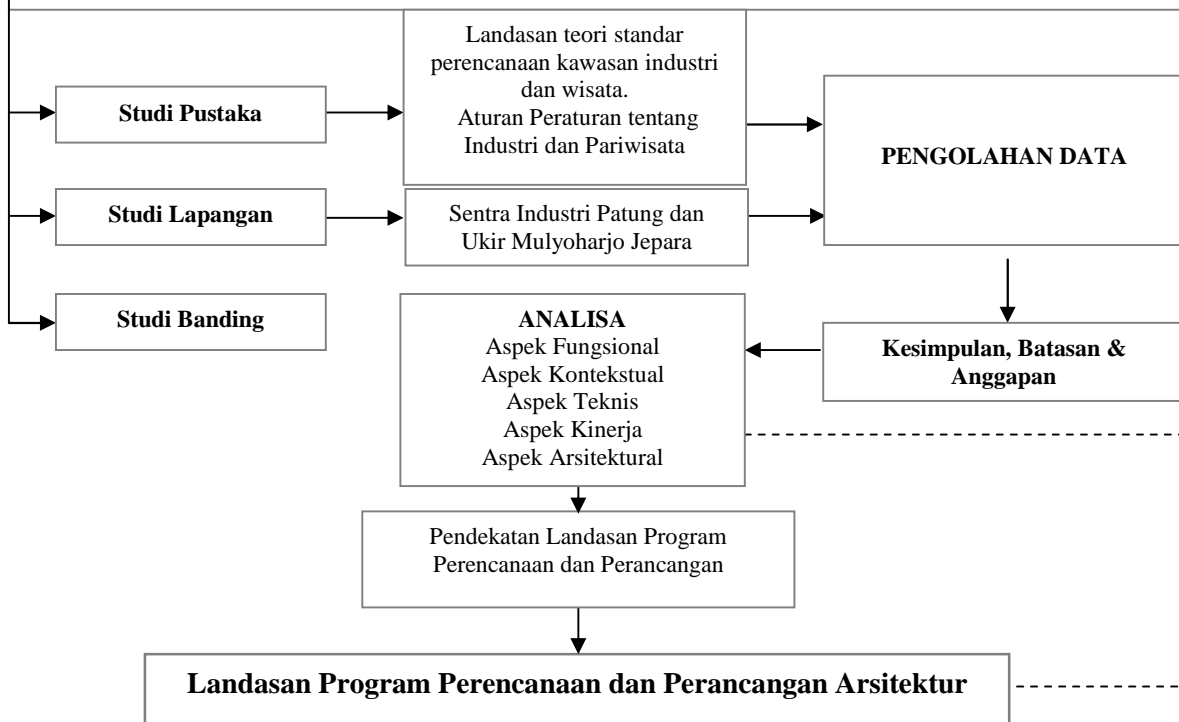 Landasan teori standar
perencanaan kawasan industri
dan wisata.
Aturan Peraturan tentang
Industri dan Pariwisata
Studi Pustaka
PENGOLAHAN DATA
Studi Lapangan
Sentra Industri Patung dan
Ukir Mulyoharjo Jepara
Studi Banding
ANALISA
Aspek Fungsional
Aspek Kontekstual
Aspek Teknis
Aspek Kinerja
Aspek Arsitektural
Kesimpulan, Batasan &
Anggapan
Pendekatan Landasan Program
Perencanaan dan Perancangan
Landasan Program Perencanaan dan Perancangan Arsitektur